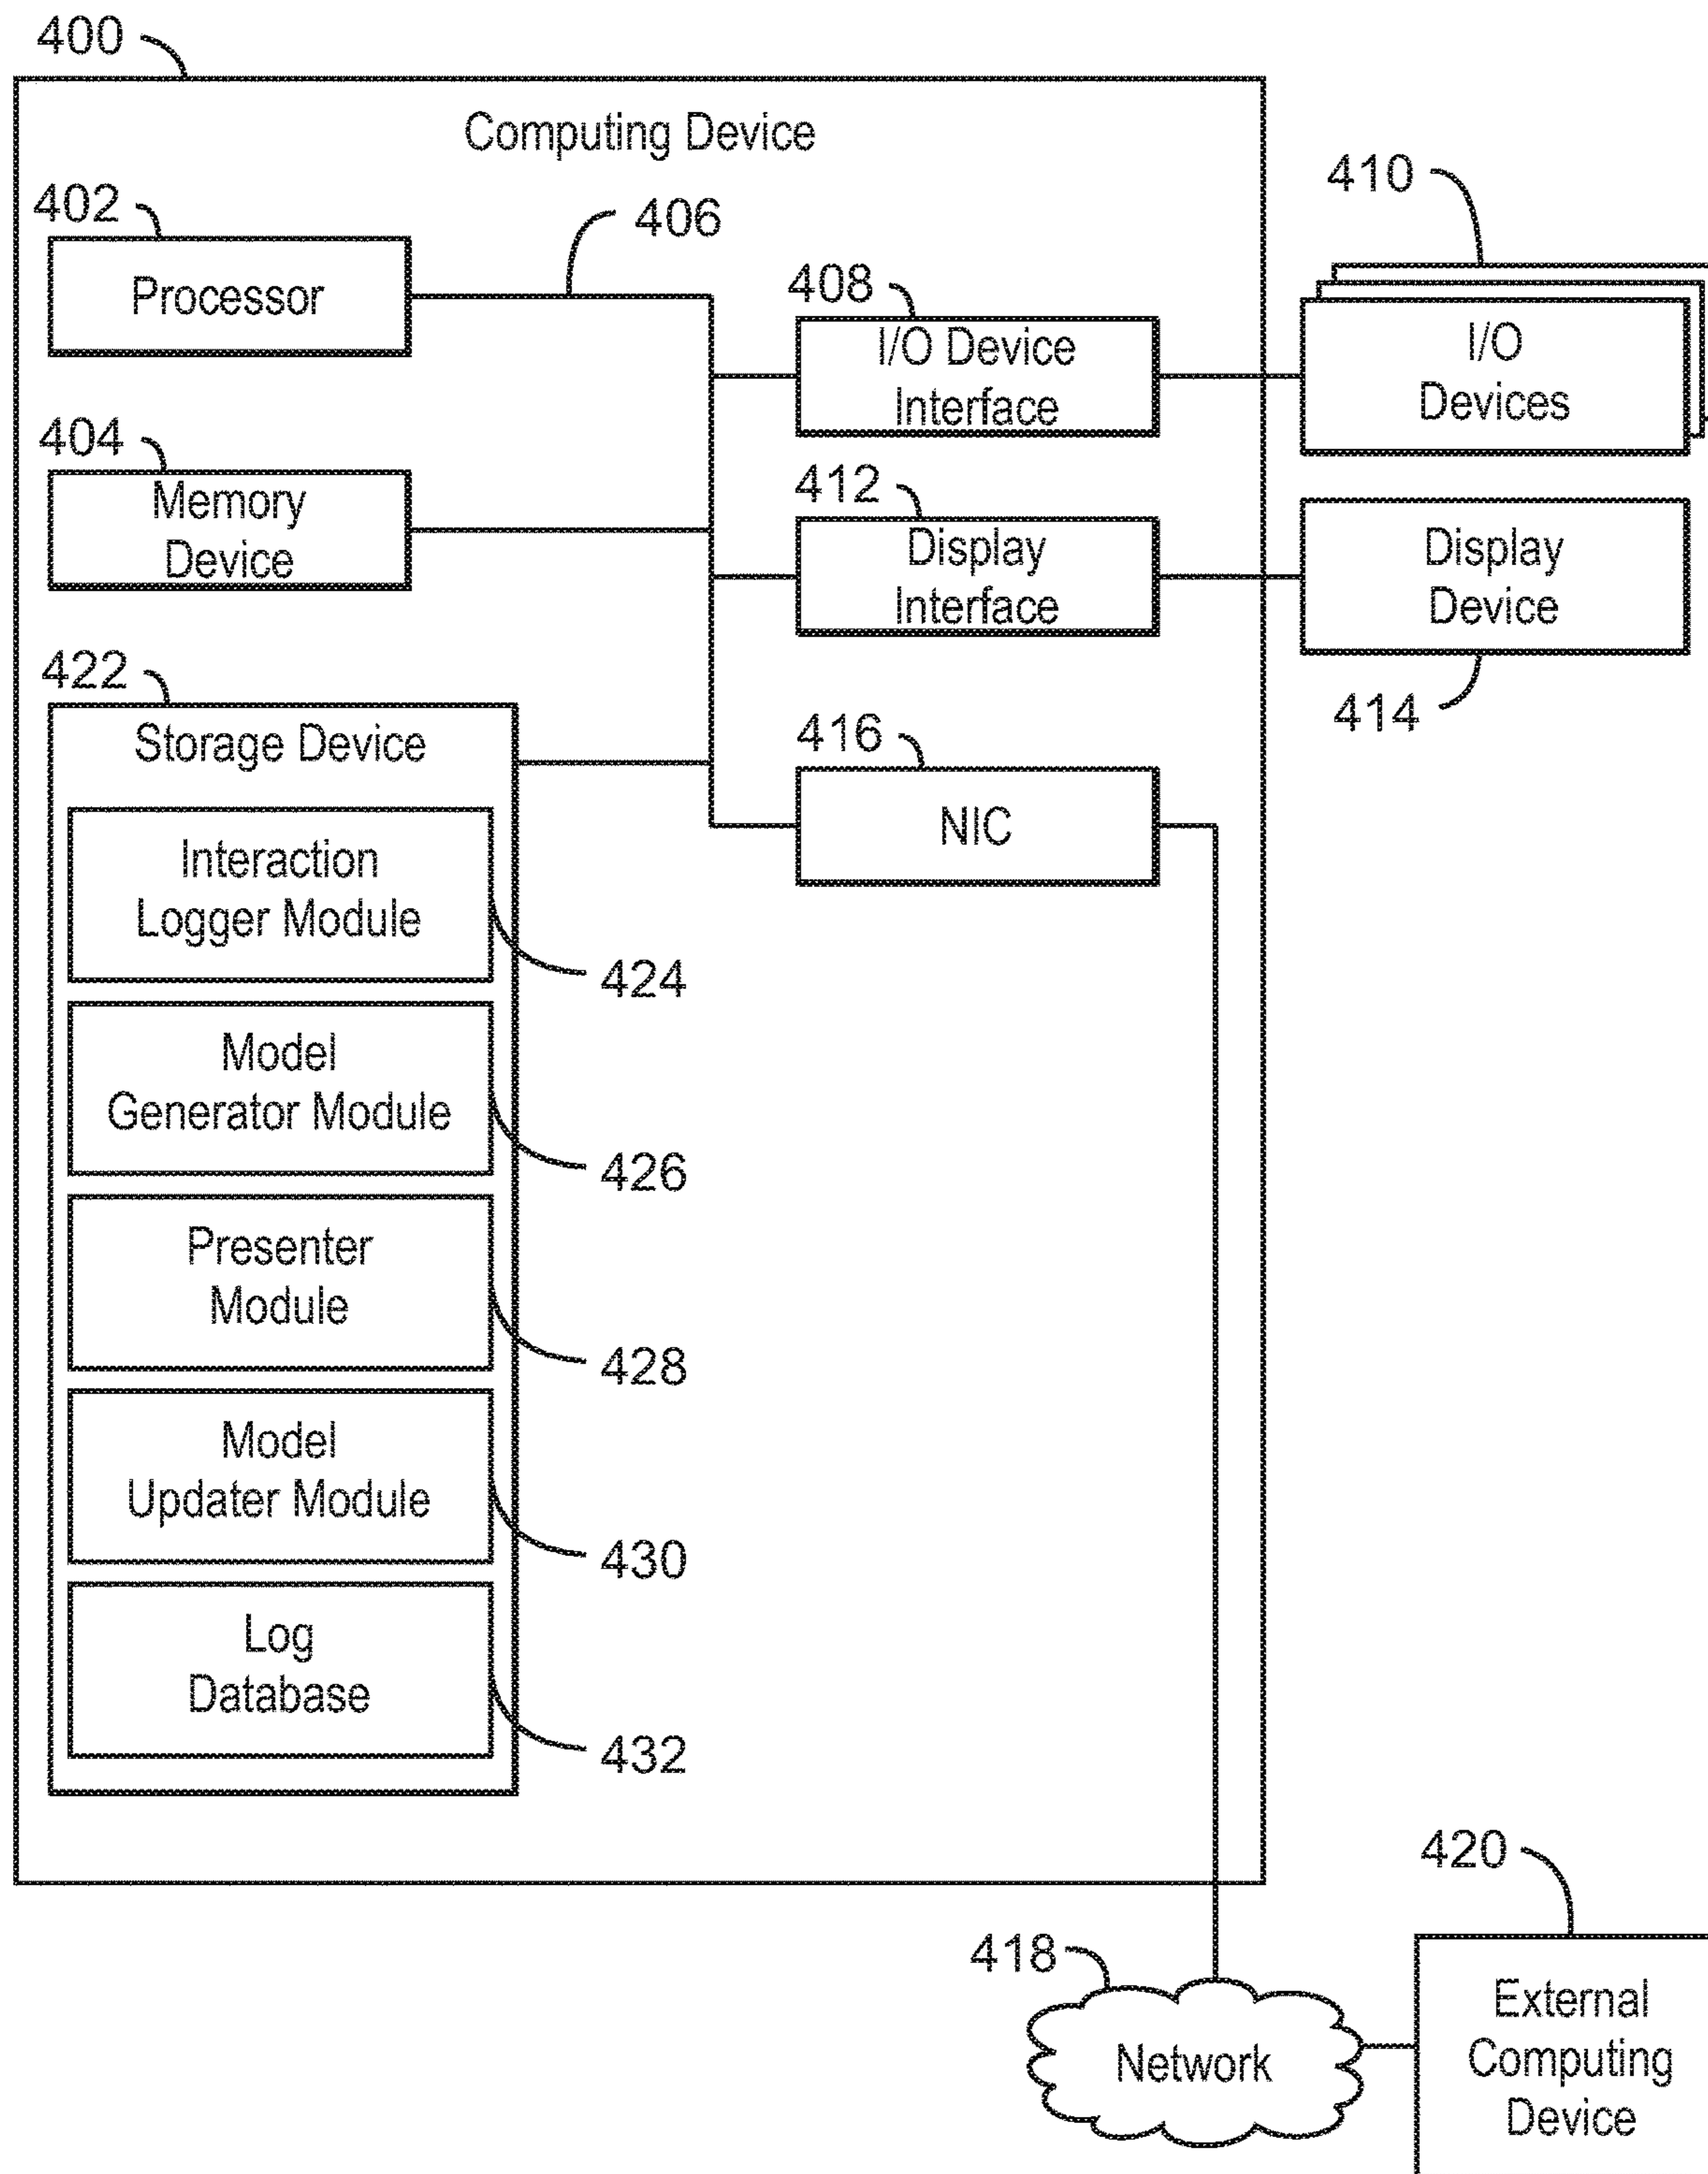 400
Computing Device
402
Processor
406
408
I/O Device
Interface
410
I/O
Devices
404
Memory
Device
412
Display
Interface
Display
Device
414
422
Storage Device
416
NIC
Interaction
Logger Module
424
Model
Generator Module
426
Presenter
Module
428
Model
Updater Module
430
Log
Database
432
418
Network
420
External
Computing
Device